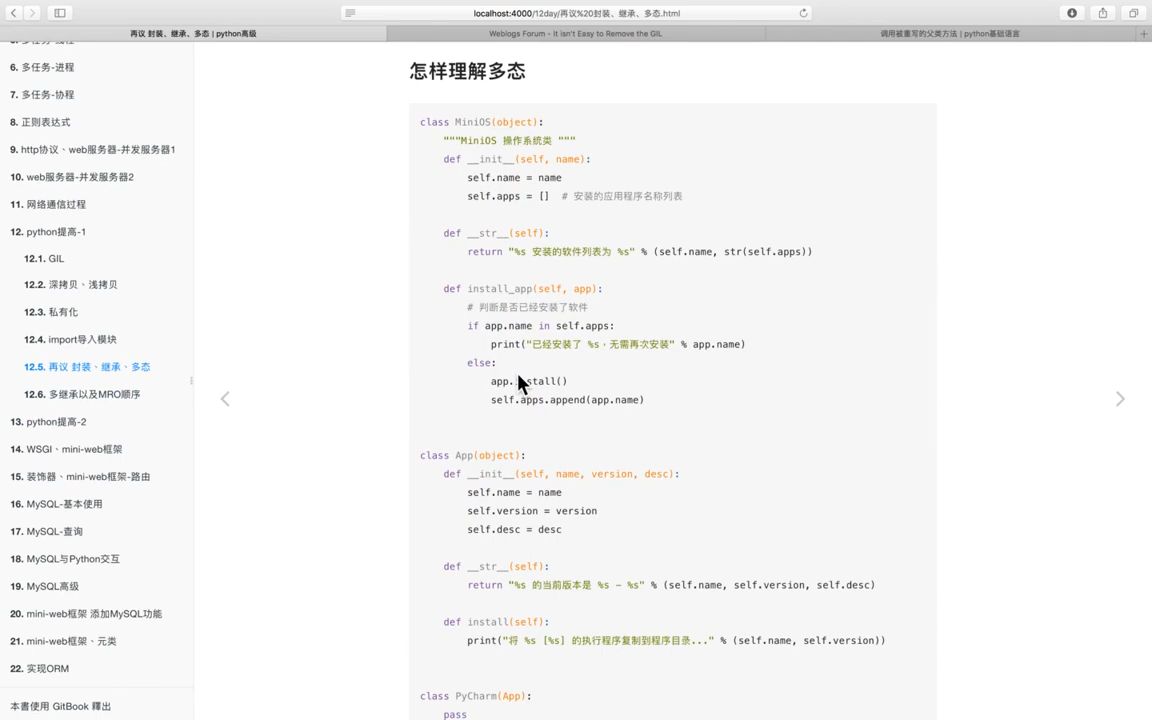 localhost:4000/12day/再议%20封装、继承、多态.html
再议 封装、继承、多态 | python高级
Weblogs Forum - It isn't Easy to Remove the GIL
调用被重写的父类方法 | python基础语言
6. 多任务-进程
7. 多任务-协程
8. 正则表达式
9. http协议、web服务器-并发服务器1
10. web服务器-并发服务器2
11. 网络通信过程
12. python提高-1
12.1. GIL
12.2. 深拷贝、浅拷贝
12.3. 私有化
12.4. import导入模块
12.5. 再议 封装、继承、多态
12.6. 多继承以及MRO顺序
13. python提高-2
14. WSGI、mini-web框架
15. 装饰器、mini-web框架-路由
16. MySQL-基本使用
17. MySQL-查询
18. MySQL与Python交互
19. MySQL高级
20. mini-web框架 添加MySQL功能
21. mini-web框架、元类
22. 实现ORM
本書使用 GitBook 釋出
怎样理解多态
class MiniOS(object):
"""MiniOS 操作系统类 """
def __init__(self, name):
self.name = name
self.apps = []  # 安装的应用程序名称列表
def __str__(self):
return "%s 安装的软件列表为 %s" % (self.name, str(self.apps))
def install_app(self, app):
# 判断是否已经安装了软件
if app.name in self.apps:
print("已经安装了 %s，无需再次安装" % app.name)
else:
app.install()
self.apps.append(app.name)
class App(object):
def __init__(self, name, version, desc):
self.name = name
self.version = version
self.desc = desc
def __str__(self):
return "%s 的当前版本是 %s - %s" % (self.name, self.version, self.desc)
def install(self):
print("将 %s [%s] 的执行程序复制到程序目录..." % (self.name, self.version))
class PyCharm(App):
pass